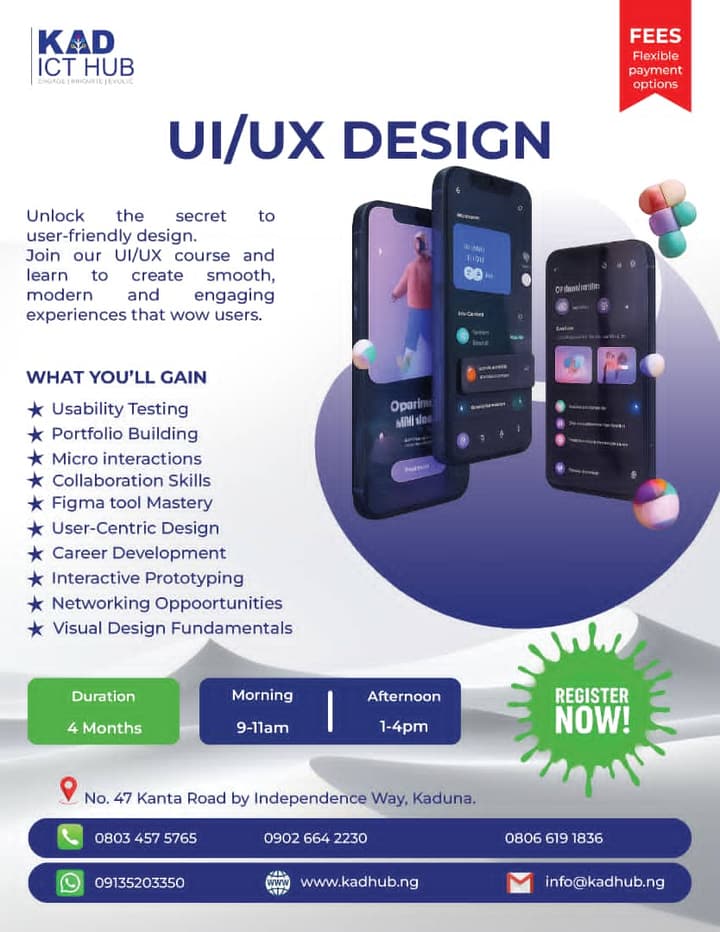 KAD
ICT HUB
FEES
Flexible
payment
options
UI/UX DESIGN
Unlock the secret to
user-friendly design.
Join our UI/UX course and
learn to create smooth,
modern and engaging
experiences that wow users.
WHAT YOU'LL GAIN
Usability Testing
Portfolio Building
Micro interactions
Collaboration Skills
Figma tool Mastery
User-Centric Design
Career Development
Interactive Prototyping
Networking Oppoortunities
Visual Design Fundamentals
Duration
4 Months
Morning
9-11am
Afternoon
1-4pm
REGISTER
NOW!
No. 47 Kanta Road by Independence Way, Kaduna.
0803 457 5765 0902 664 2230 0806 619 1836
09135203350 www.kadhub.ng info@kadhub.ng